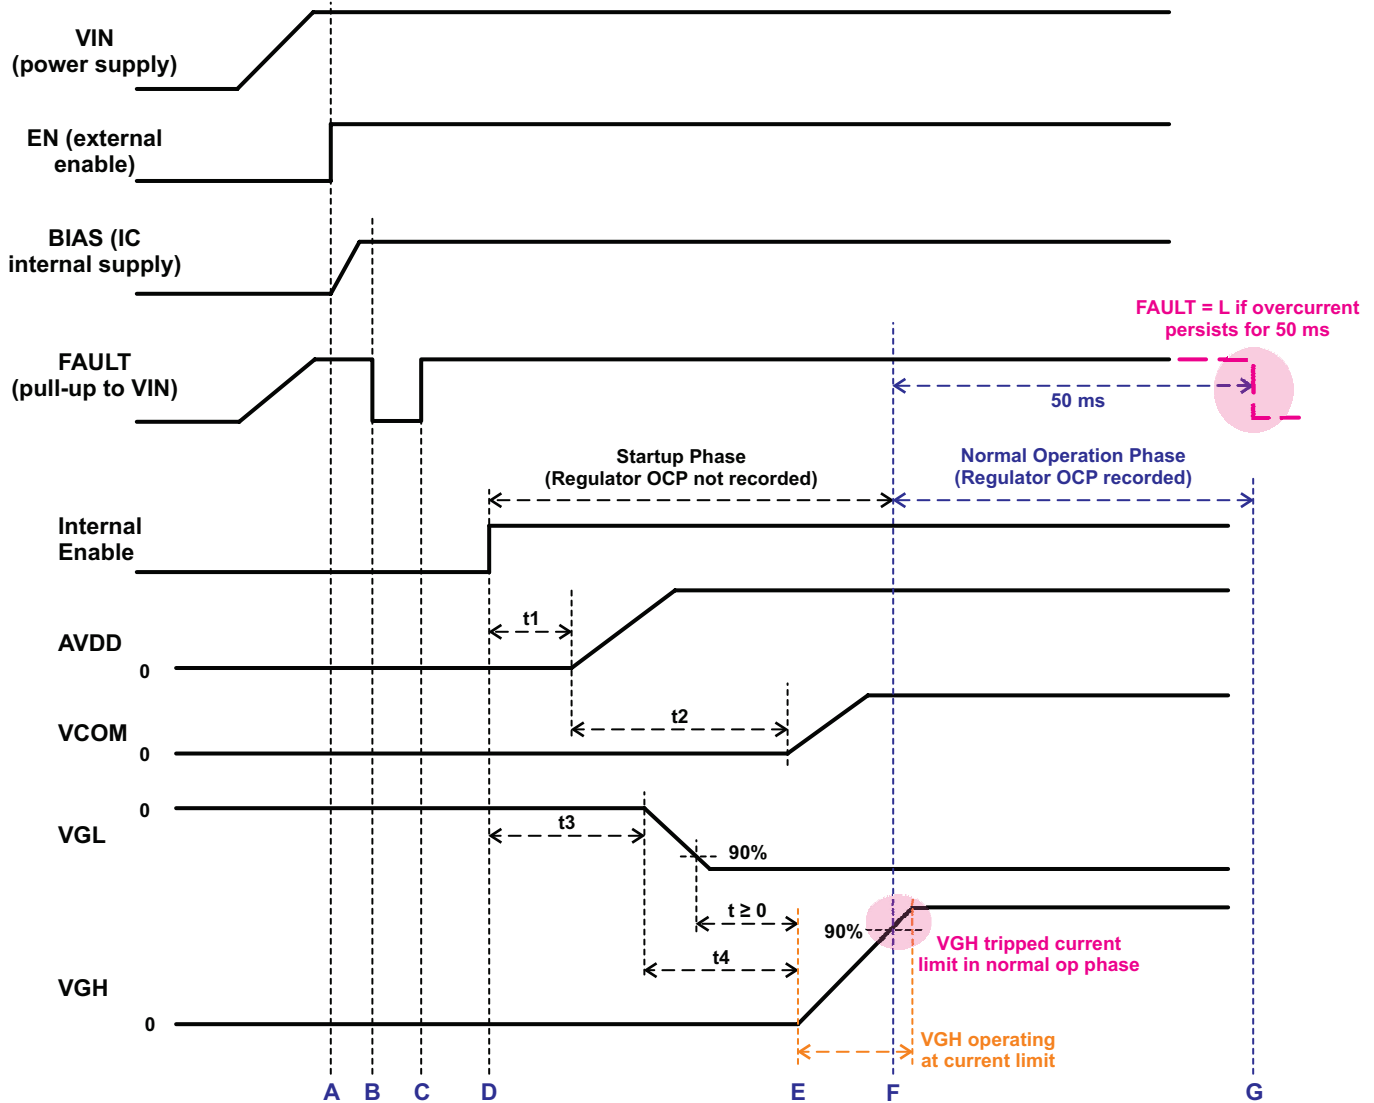 VIN
(power supply)
EN (external
enable)
BIAS (IC
internal supply)
FAULT = L if overcurrent
persists for 50 ms
FAULT
(pull-up to VIN)
50 ms
Startup Phase
(Regulator OCP not recorded)
Normal Operation Phase
(Regulator OCP recorded)
Internal
Enable
t1
AVDD
0
t2
VCOM
0
0
VGL
t3
90%
t ≥ 0
90%
VGH tripped current
limit in normal op phase
t4
VGH
0
VGH operating
at current limit
A B C D E F G